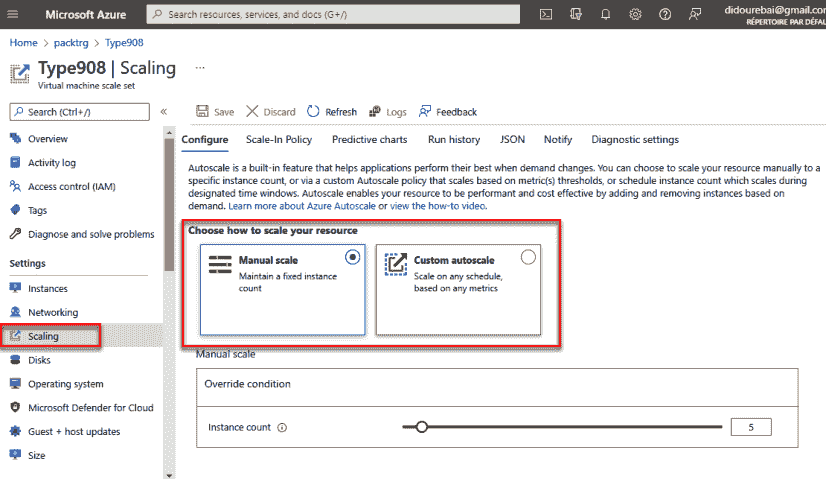 Microsoft Azure
Search resources, services, and docs (G+/)
didourebai@gmail.com
RÉPERTOIRE PAR DÉFAU
Home > packtrg > Type908
Type908 | Scaling ...
Virtual machine scale set
Search (Ctrl+/)
«
Save
Discard
Refresh
Logs
Feedback
Overview
Activity log
Access control (IAM)
Tags
Diagnose and solve problems
Settings
Instances
Networking
Scaling
Disks
Operating system
Microsoft Defender for Cloud
Guest + host updates
Size
Configure
Scale-In Policy
Predictive charts
Run history
JSON
Notify
Diagnostic settings
Autoscale is a built-in feature that helps applications perform their best when demand changes. You can choose to scale your resource manually to a
specific instance count, or via a custom Autoscale policy that scales based on metric(s) thresholds, or schedule instance count which scales during
designated time windows. Autoscale enables your resource to be performant and cost effective by adding and removing instances based on
demand. Learn more about Azure Autoscale or view the how-to video.
Choose how to scale your resource
Manual scale
Maintain a fixed instance
count
Custom autoscale
Scale on any schedule,
based on any metrics
Manual scale
Override condition
Instance count
5